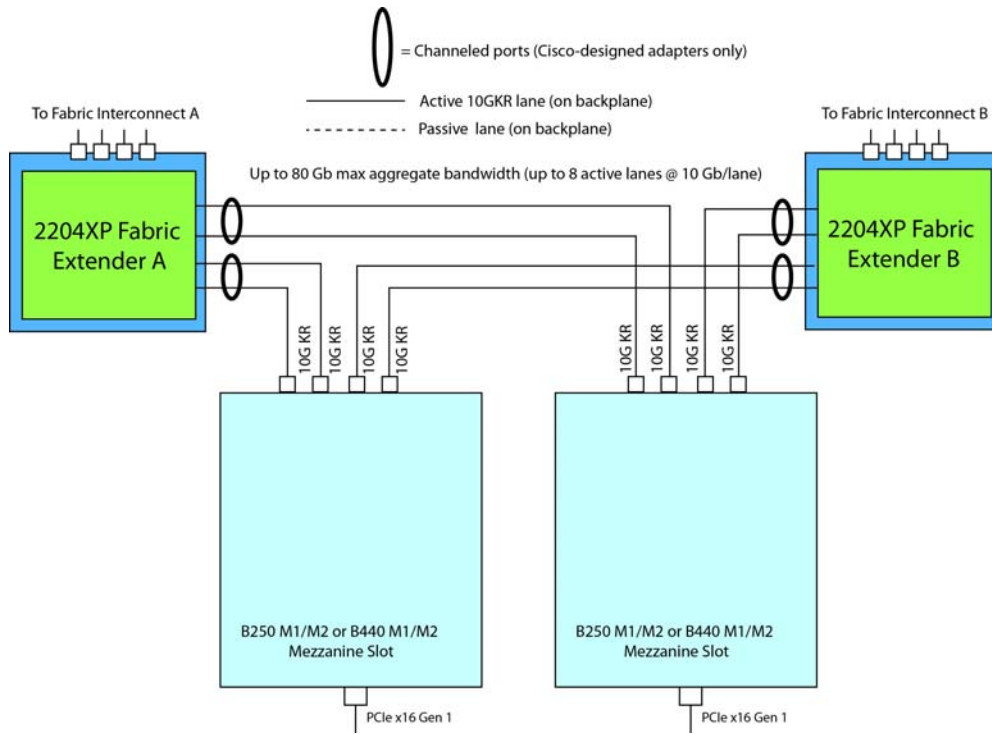 = Channeled ports (Cisco-designed adapters only)
Active 10GKR lane (on backplane)
Passive lane (on backplane)
To Fabric Interconnect A
To Fabric Interconnect B
Up to 80 Gb max aggregate bandwidth (up to 8 active lanes @ 10 Gb/lane)
2204XP Fabric
Extender A
2204XP Fabric
Extender B
10G KR
10G KR
10G KR
10G KR
10G KR
10G KR
10G KR
10G KR
B250 M1/M2 or B440 M1/M2
Mezzanine Slot
B250 M1/M2 or B440 M1/M2
Mezzanine Slot
PCIe x16 Gen 1
PCIe x16 Gen 1